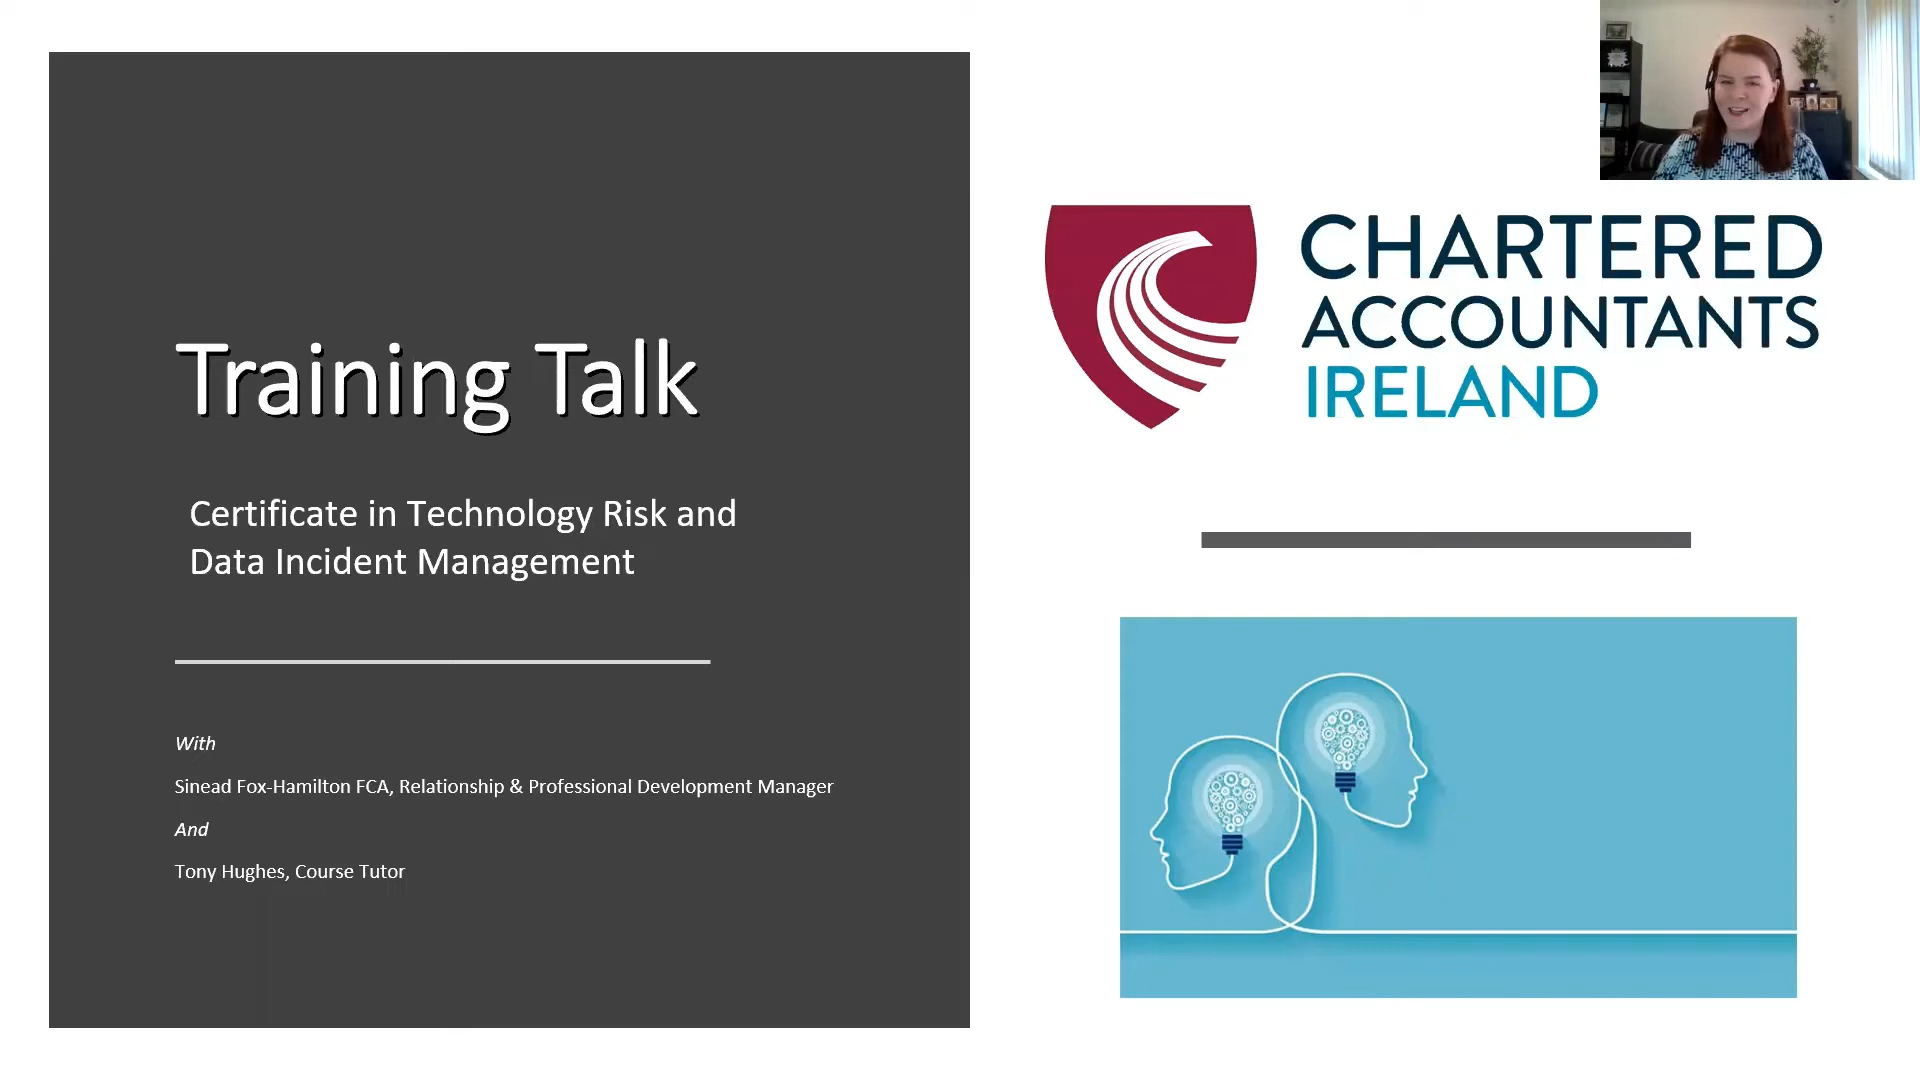 Training Talk
Certificate in Technology Risk and
Data Incident Management
With
Sinead Fox-Hamilton FCA, Relationship & Professional Development Manager
And
Tony Hughes, Course Tutor
CHARTERED
ACCOUNTANTS
IRELAND